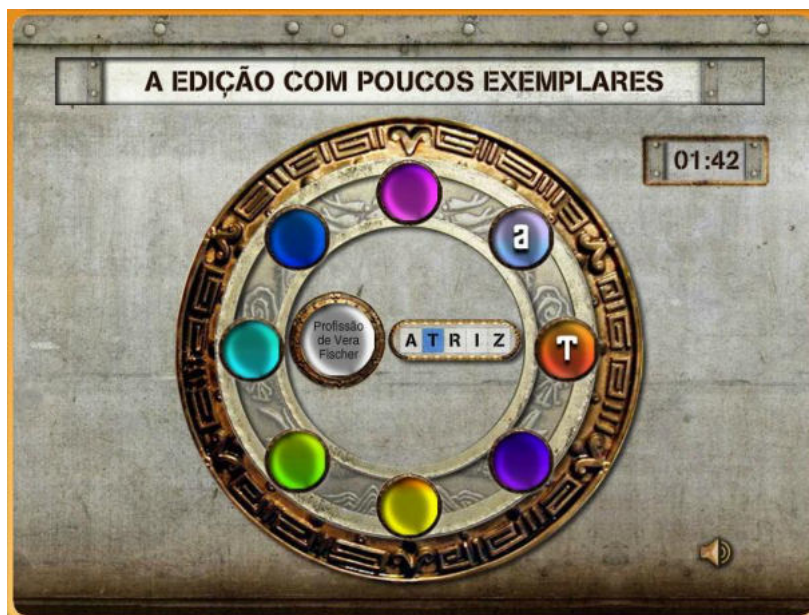 A EDIÇÃO COM POUCOS EXEMPLARES
01:42
a
Profissão
de Vera
Fischer
ATRIZ
T